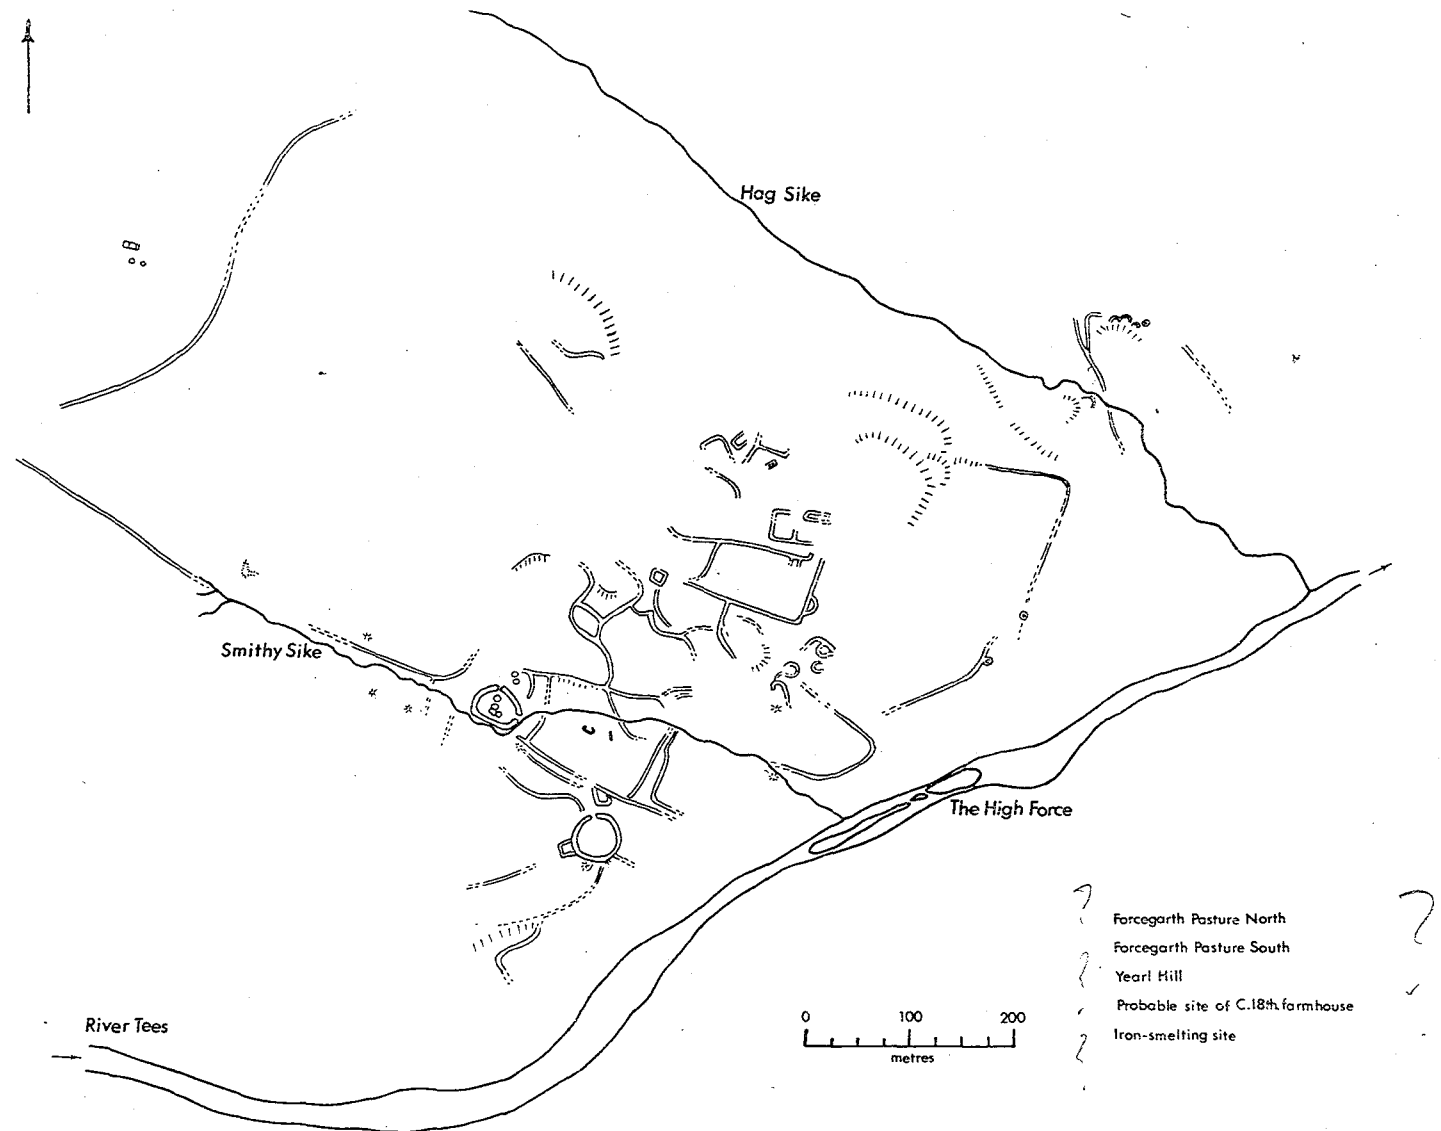 Hag Sike
Smithy Sike
The High Force
Forcegarth Pasture North
Forcegarth Pasture South
Yearl Hill
Probable site of C.18th.farmhouse
Iron-smelting site
River Tees
0 100 200
metres